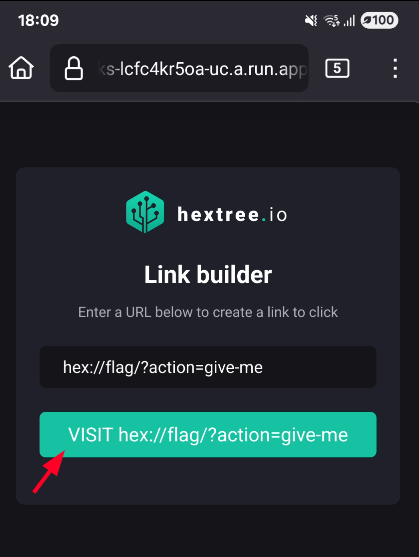 18:09
100
ks-lcfc4kr5oa-uc.a.run.app
5
hextree.io
Link builder
Enter a URL below to create a link to click
hex://flag/?action=give-me
VISIT hex://flag/?action=give-me